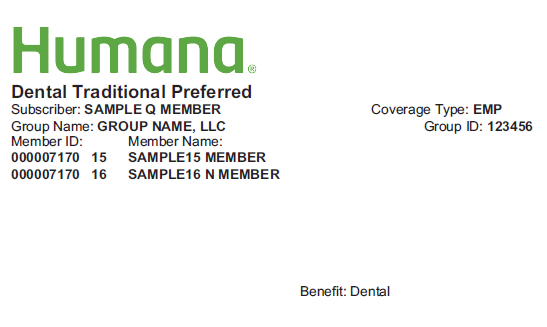 Humana®
Dental Traditional Preferred
Subscriber: SAMPLE Q MEMBER Coverage Type: EMP
Group Name: GROUP NAME, LLC Group ID: 123456
Member ID: Member Name:
000007170 15 SAMPLE15 MEMBER
000007170 16 SAMPLE16 N MEMBER
Benefit: Dental